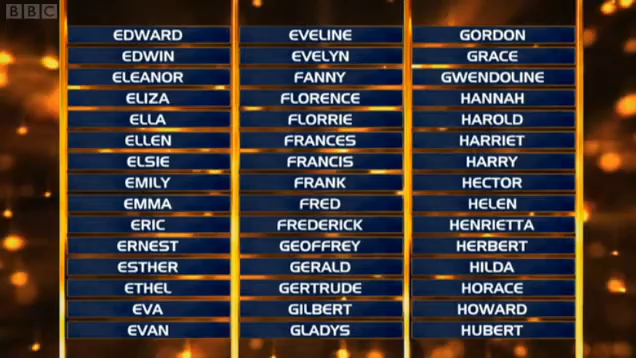 BBC
EDWARD
EDWIN
ELEANOR
ELIZA
ELLA
ELLEN
ELSIE
EMILY
EMMA
ERIC
ERNEST
ESTHER
ETHEL
EVA
EVAN
EVELINE
EVELYN
FANNY
FLORENCE
FLORRIE
FRANCES
FRANCIS
FRANK
FRED
FREDERICK
GEOFFREY
GERALD
GERTRUDE
GILBERT
GLADYS
GORDON
GRACE
GWENDOLINE
HANNAH
HAROLD
HARRIET
HARRY
HECTOR
HELEN
HENRIETTA
HERBERT
HILDA
HORACE
HOWARD
HUBERT